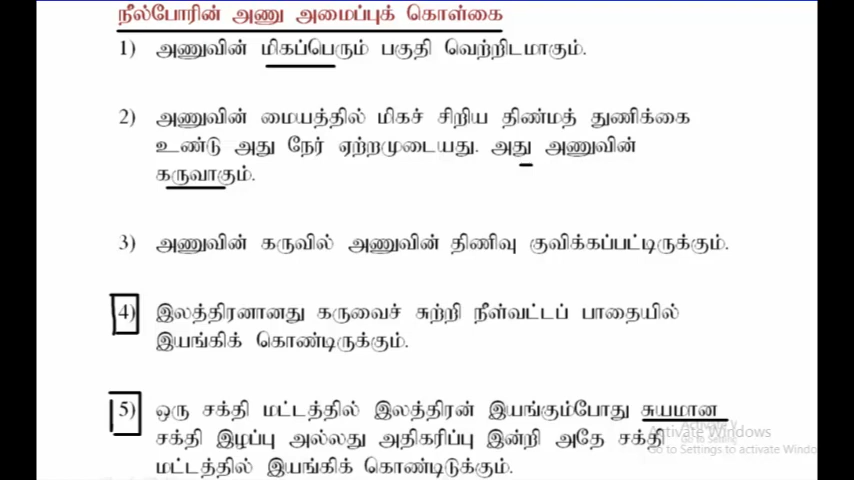 நீல்போரின் அணு அமைப்புக் கொள்கை
1) அணுவின் மிகப்பெரும் பகுதி வெற்றிடமாகும்.
2) அணுவின் மையத்தில் மிகச் சிறிய திண்மத் துணிக்கை
உண்டு அது நேர் ஏற்றமுடையது. அது அணுவின்
கருவாகும்.
3) அணுவின் கருவில் அணுவின் திணிவு குவிக்கப்பட்டிருக்கும்.
4) இலத்திரனானது கருவைச் சுற்றி நீள்வட்டப் பாதையில்
இயங்கிக் கொண்டிருக்கும்.
5) ஒரு சக்தி மட்டத்தில் இலத்திரன் இயங்கும்போது சுயமான
சக்தி இழப்பு அல்லது அதிகரிப்பு இன்றி அதே சக்தி
மட்டத்தில் இயங்கிக் கொண்டிடுக்கும்.
Activate Windows
Go to Settings to activate Windo